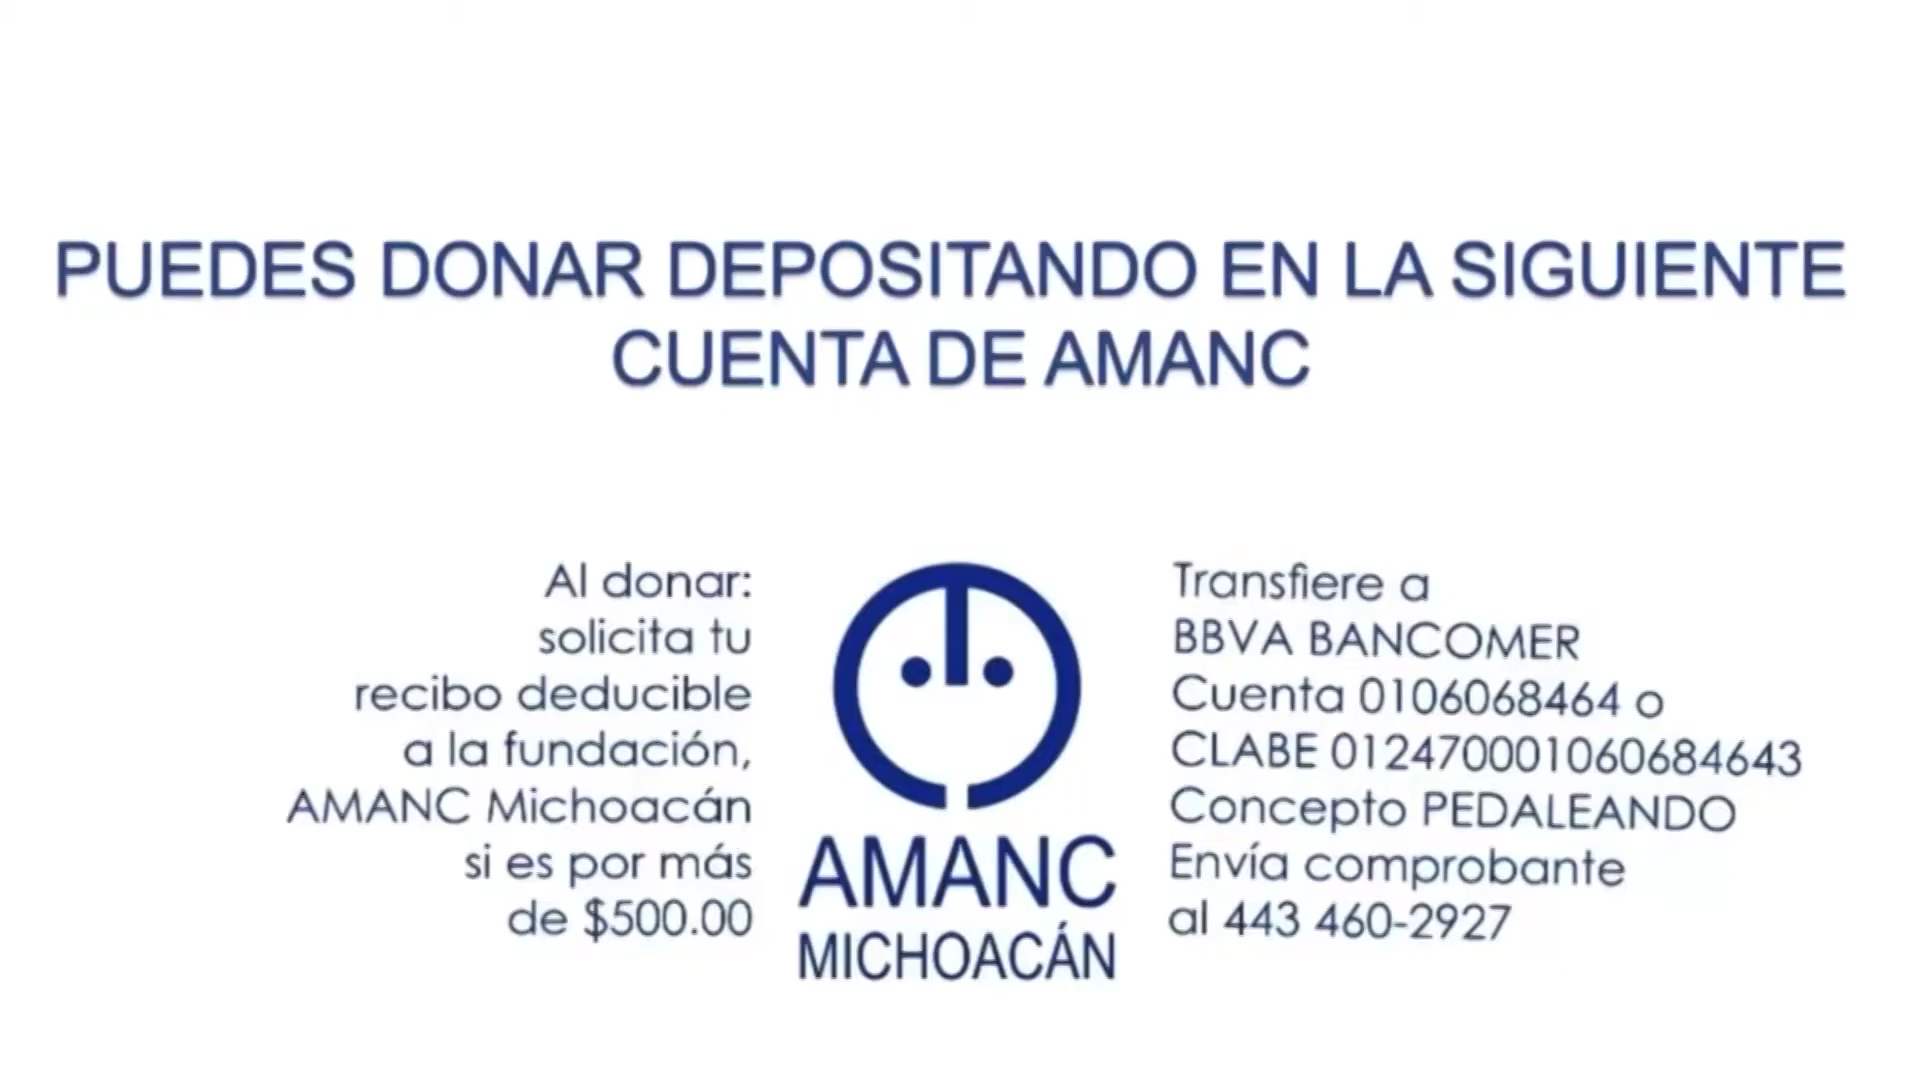 PUEDES DONAR DEPOSITANDO EN LA SIGUIENTE
CUENTA DE AMANC
Al donar:
solicita tu
recibo deducible
a la fundación,
AMANC Michoacán
si es por más
de $500.00
AMANC
MICHOACÁN
Transfiere a
BBVA BANCOMER
Cuenta 0106068464 o
CLABE 012470001060684643
Concepto PEDALEANDO
Envía comprobante
al 443 460-2927